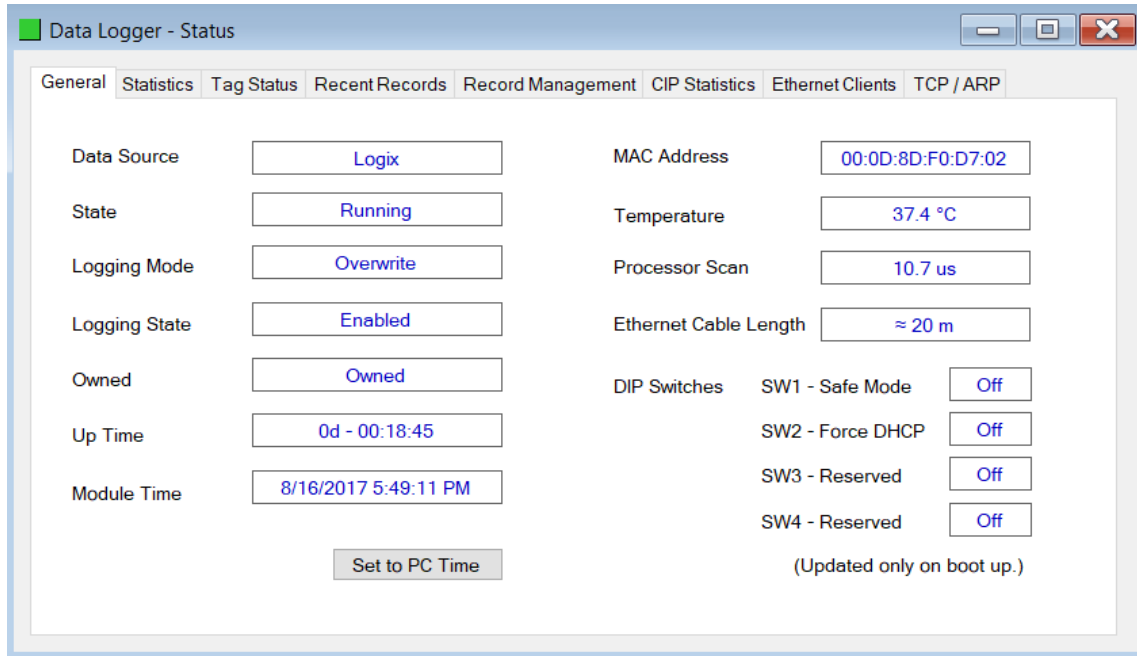 Data Logger - Status
General Statistics Tag Status Recent Records Record Management CIP Statistics Ethernet Clients TCP / ARP
Data Source Logix
State Running
Logging Mode Overwrite
Logging State Enabled
Owned Owned
Up Time 0d - 00:18:45
Module Time 8/16/2017 5:49:11 PM
Set to PC Time
MAC Address 00:0D:8D:F0:D7:02
Temperature 37.4 °C
Processor Scan 10.7 us
Ethernet Cable Length ≈ 20 m
DIP Switches SW1 - Safe Mode Off
SW2 - Force DHCP Off
SW3 - Reserved Off
SW4 - Reserved Off
(Updated only on boot up.)